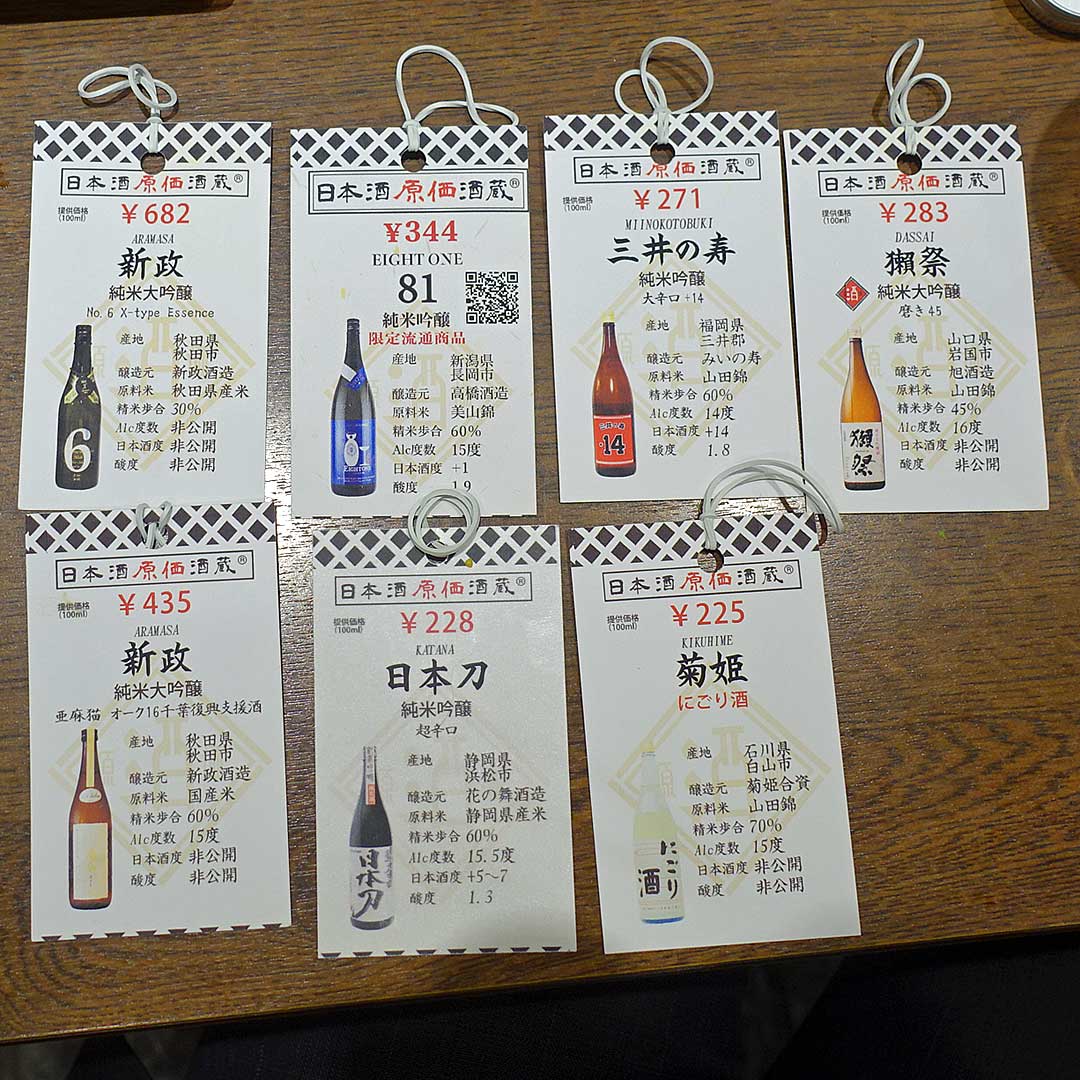 日本酒原価酒蔵®
提供価格
(100ml)
¥682
ARAMASA
新政
純米大吟醸
No.6 X-type Essence
産地 秋田県
秋田市
醸造元 新政酒造
原料米 秋田県産米
精米歩合 30%
Alc度数 非公開
日本酒度 非公開
酸度 非公開
6
日本酒原価酒蔵®
¥344
EIGHT ONE
81
純米吟醸
限定流通商品
産地 新潟県
長岡市
醸造元 高橋酒造
原料米 美山錦
精米歩合 60%
Alc度数 15度
日本酒度 +1
酸度 1.9
EIGHTONE
日本酒原価酒蔵®
提供価格
(100ml)
¥271
MIINOKOTOBUKI
三井の寿
純米吟醸
大辛口 +14
産地 福岡県
三井郡
醸造元 みいの寿
原料米 山田錦
精米歩合 60%
Alc度数 14度
日本酒度 +14
酸度 1.8
三井の寿
+14
日本酒原価酒蔵®
提供価格
(100ml)
¥283
DASSAI
獺祭
酒
純米大吟醸
磨き45
産地 山口県
岩国市
醸造元 旭酒造
原料米 山田錦
精米歩合 45%
Alc度数 16度
日本酒度 非公開
酸度 非公開
獺祭
日本酒原価酒蔵®
提供価格
(100ml)
¥435
ARAMASA
新政
純米大吟醸
亜麻猫 オーク16千葉復興支援酒
産地 秋田県
秋田市
醸造元 新政酒造
原料米 国産米
精米歩合 60%
Alc度数 15度
日本酒度 非公開
酸度 非公開
日本酒原価酒蔵®
提供価格
(100ml)
¥228
KATANA
日本刀
純米吟醸
超辛口
産地 静岡県
浜松市
醸造元 花の舞酒造
原料米 静岡県産米
精米歩合 60%
Alc度数 15.5度
日本酒度 +5～7
酸度 1.3
日本刀
日本酒原価酒蔵®
提供価格
(100ml)
¥225
KIKUHIME
菊姫
にごり酒
産地 石川県
白山市
醸造元 菊姫合資
原料米 山田錦
精米歩合 70%
Alc度数 15度
日本酒度 非公開
酸度 非公開
にごり
酒